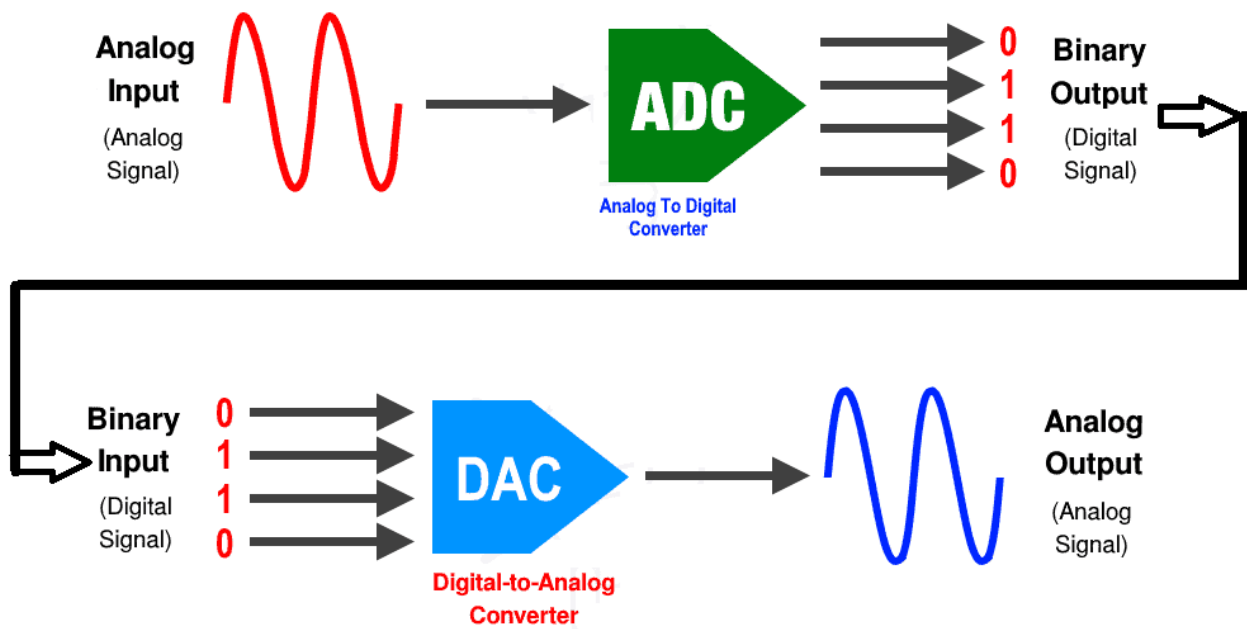 Analog
Input
(Analog
Signal)
ADC
Analog To Digital
Converter
0
1
1
0
Binary
Output
(Digital
Signal)
Binary
Input
(Digital
Signal)
0
1
1
0
DAC
Digital-to-Analog
Converter
Analog
Output
(Analog
Signal)